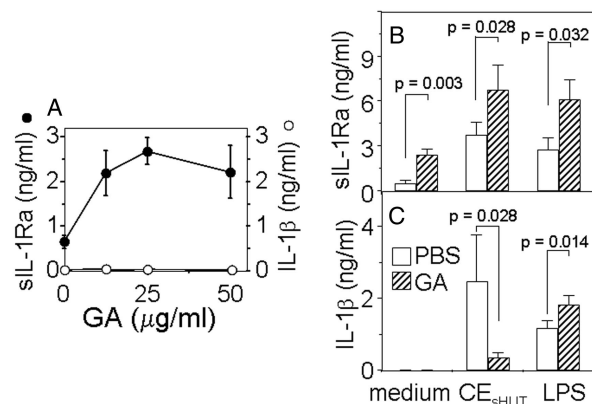 A
sIL-1Ra (ng/ml)
3
2
1
0
3
2
1
0
IL-1β (ng/ml)
0
25
50
GA (µg/ml)
B
sIL-1Ra (ng/ml)
9
6
3
0
p = 0.003
p = 0.028
p = 0.032
C
IL-1β (ng/ml)
4
2
0
p = 0.028
p = 0.014
PBS
GA
medium
CEsHUT
LPS